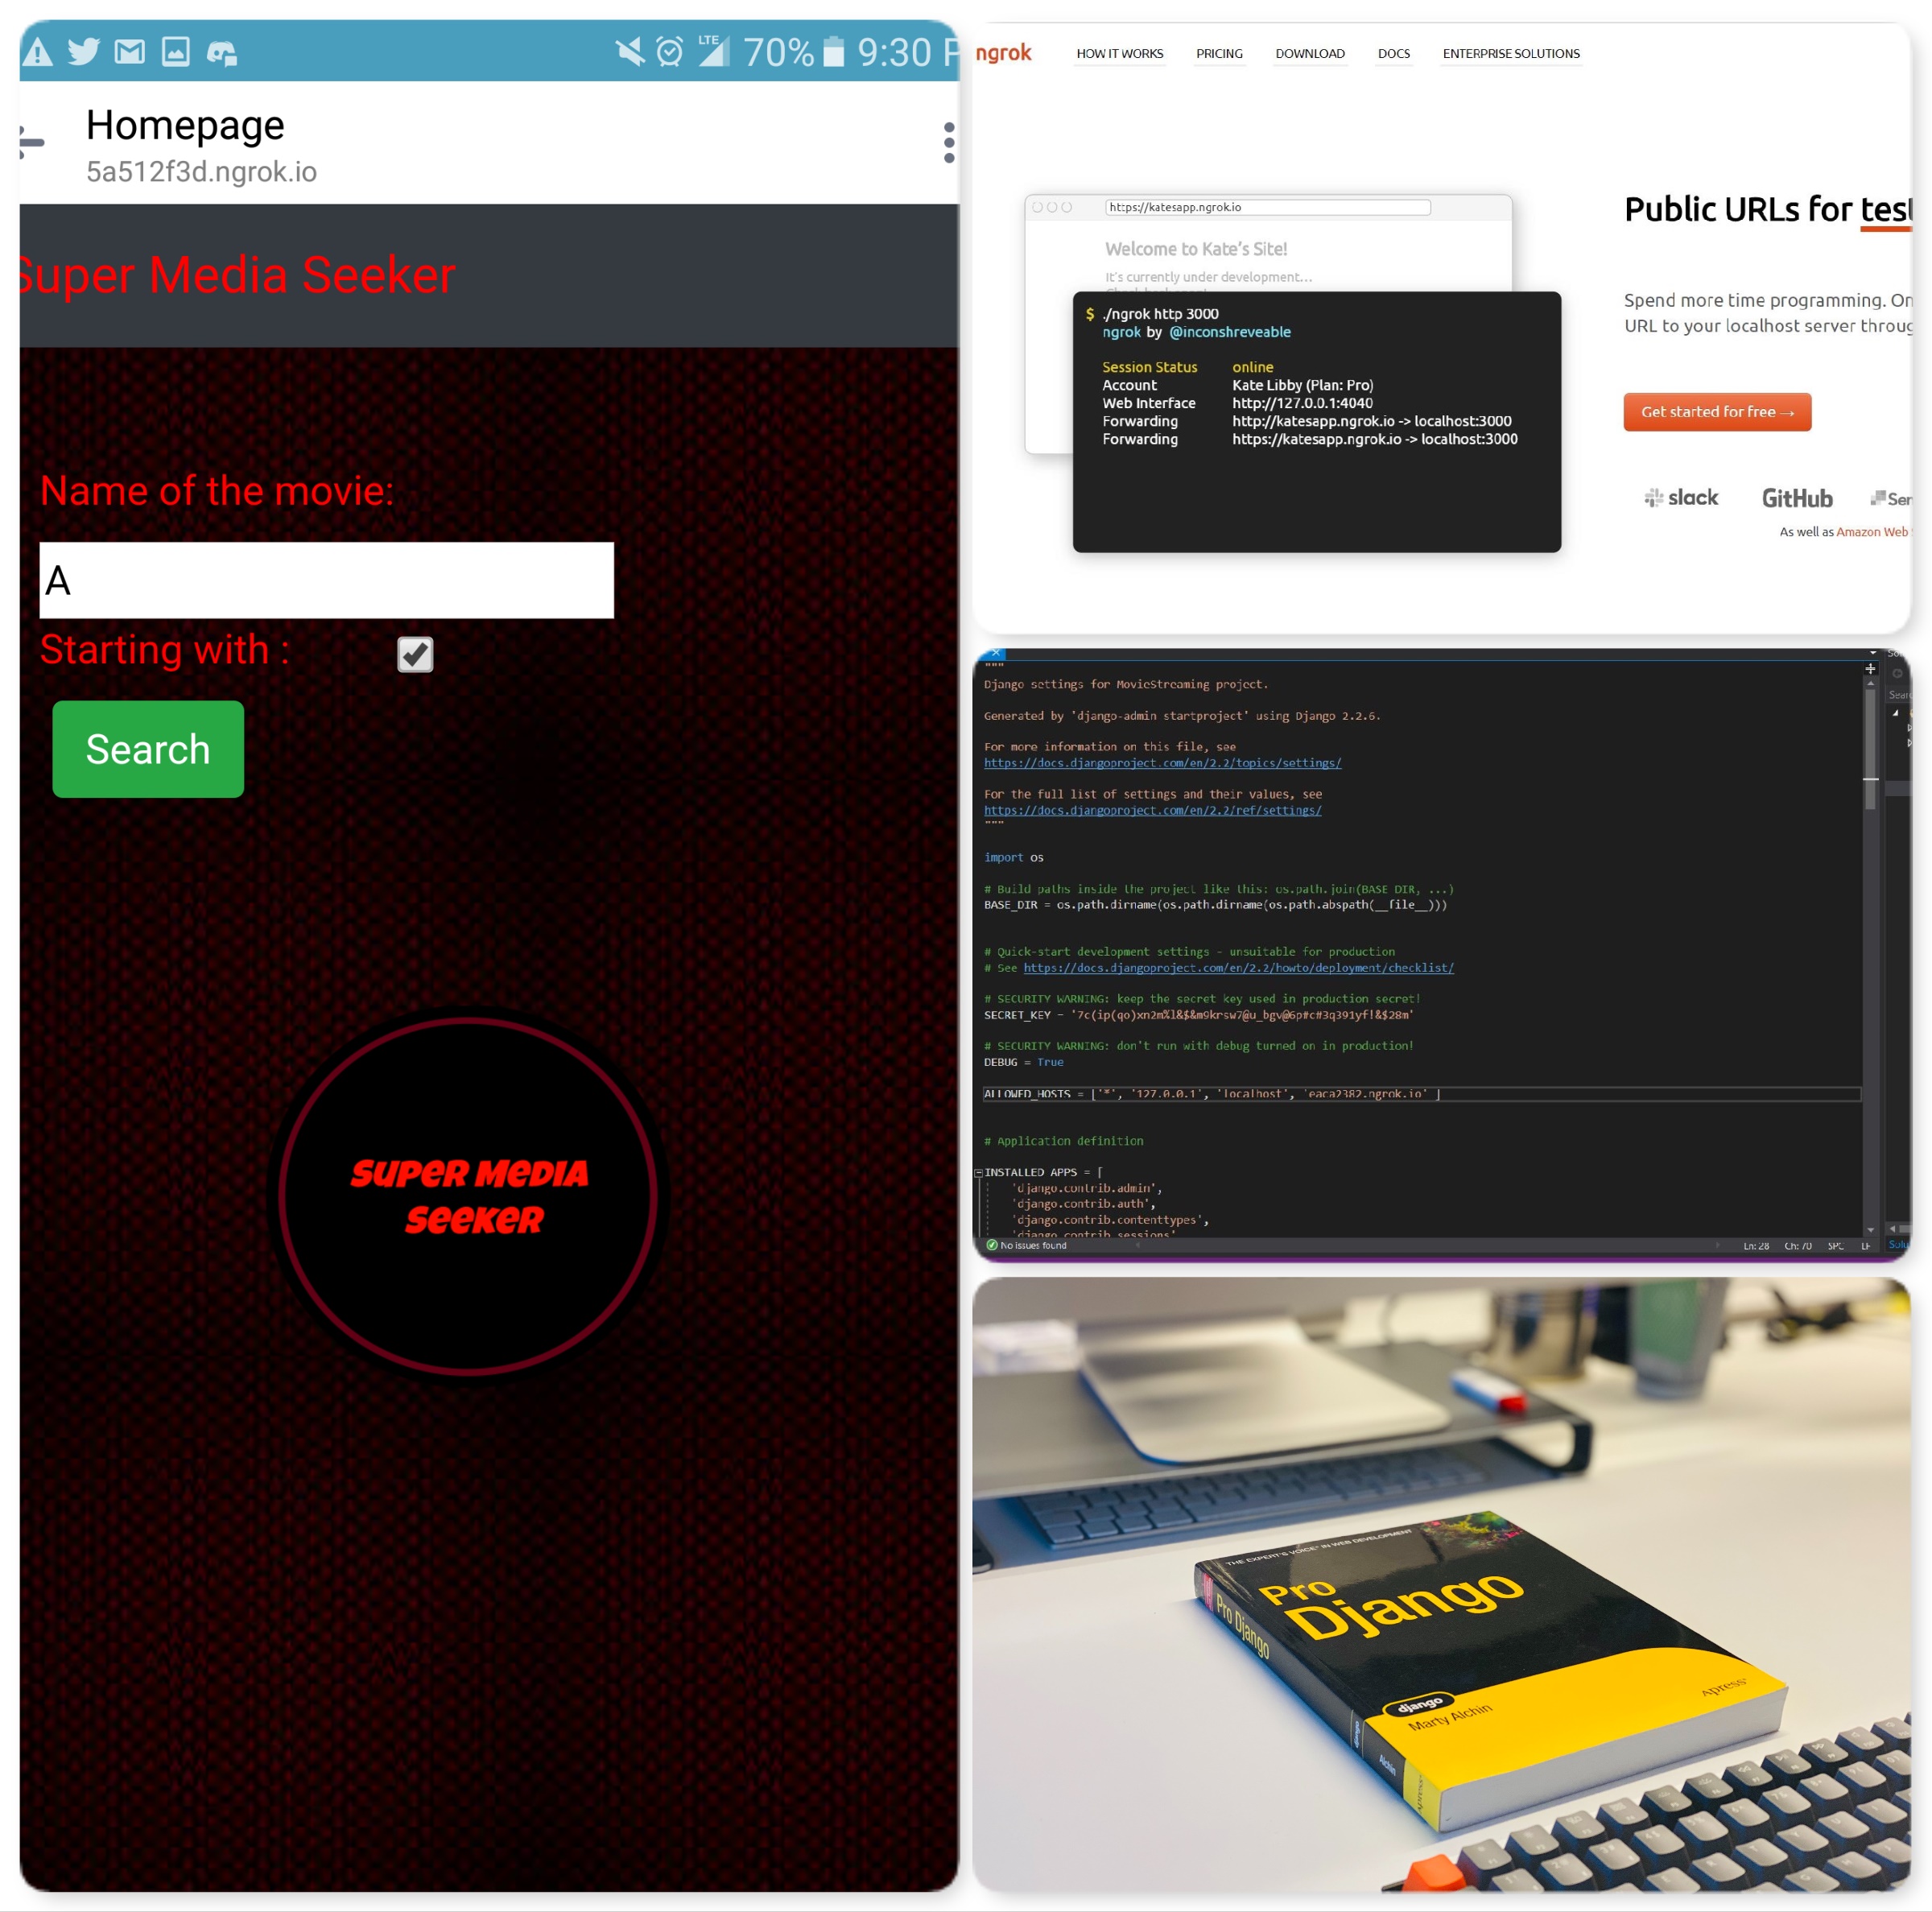 LTE 70% 9:30 P
Homepage
5a512f3d.ngrok.io
Super Media Seeker
Name of the movie:
A
Starting with :
Search
SUPER MEDIA
SEEKER
ngrok HOW IT WORKS PRICING DOWNLOAD DOCS ENTERPRISE SOLUTIONS
https://katesapp.ngrok.io
Welcome to Kate's Site!
It's currently under development...
$ ./ngrok http 3000
ngrok by @inconshreveable
Session Status online
Account Kate Libby (Plan: Pro)
Web Interface http://127.0.0.1:4040
Forwarding http://katesapp.ngrok.io -> localhost:3000
Forwarding https://katesapp.ngrok.io -> localhost:3000
Public URLs for test
Spend more time programming. On
URL to your localhost server throug
Get started for free →
slack GitHub Ser
As well as Amazon Web
"""
Django settings for MovieStreaming project.
Generated by 'django-admin startproject' using Django 2.2.6.
For more information on this file, see
https://docs.djangoproject.com/en/2.2/topics/settings/
For the full list of settings and their values, see
https://docs.djangoproject.com/en/2.2/ref/settings/
"""
import os
# Build paths inside the project like this: os.path.join(BASE_DIR, ...)
BASE_DIR = os.path.dirname(os.path.dirname(os.path.abspath(__file__)))
# Quick-start development settings - unsuitable for production
# See https://docs.djangoproject.com/en/2.2/howto/deployment/checklist/
# SECURITY WARNING: keep the secret key used in production secret!
SECRET_KEY = '7c(ip(qo)xn2m%l&$&m9krsw7@u_bgv@6p#c#3q391yf!&$28m'
# SECURITY WARNING: don't run with debug turned on in production!
DEBUG = True
ALLOWED_HOSTS = ['*', '127.0.0.1', 'localhost', 'eaca2382.ngrok.io' ]
# Application definition
INSTALLED_APPS = [
'django.contrib.admin',
'django.contrib.auth',
'django.contrib.contenttypes',
'django.contrib.sessions'
No issues found Ln: 28 Ch: 70 SPC LF
Sear
Solu
THE EXPERT'S VOICE® IN WEB DEVELOPMENT
Pro
Django
Pro Django
django
Marty Alchin
Apress®
django
Alchin
Apress